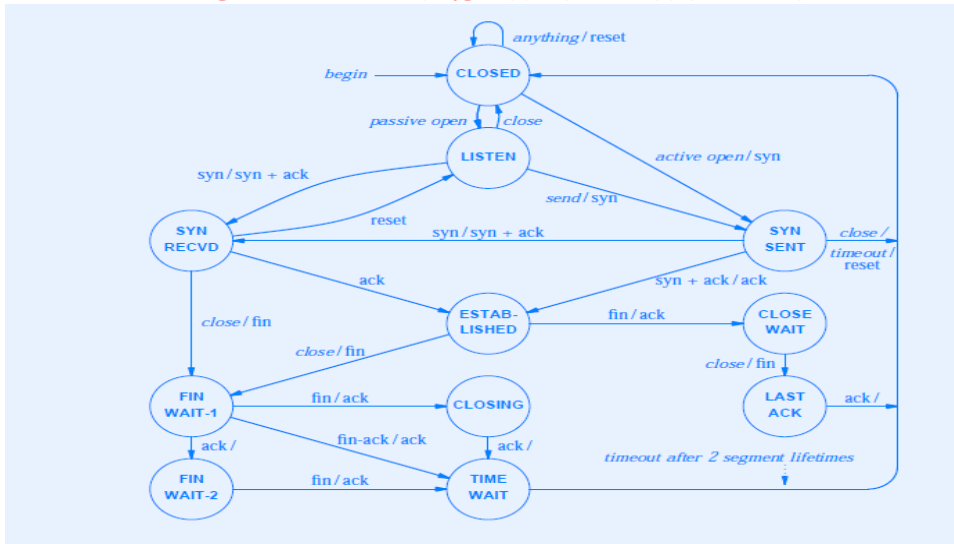 anything / reset
begin
CLOSED
passive open
close
LISTEN
active open / syn
syn / syn + ack
send / syn
reset
SYN
RECVD
syn / syn + ack
SYN
SENT
close /
timeout /
reset
ack
syn + ack / ack
ESTAB-
LISHED
fin / ack
CLOSE
WAIT
close / fin
close / fin
close / fin
FIN
WAIT-1
fin / ack
CLOSING
LAST
ACK
ack /
fin-ack / ack
ack /
ack /
timeout after 2 segment lifetimes
FIN
WAIT-2
fin / ack
TIME
WAIT